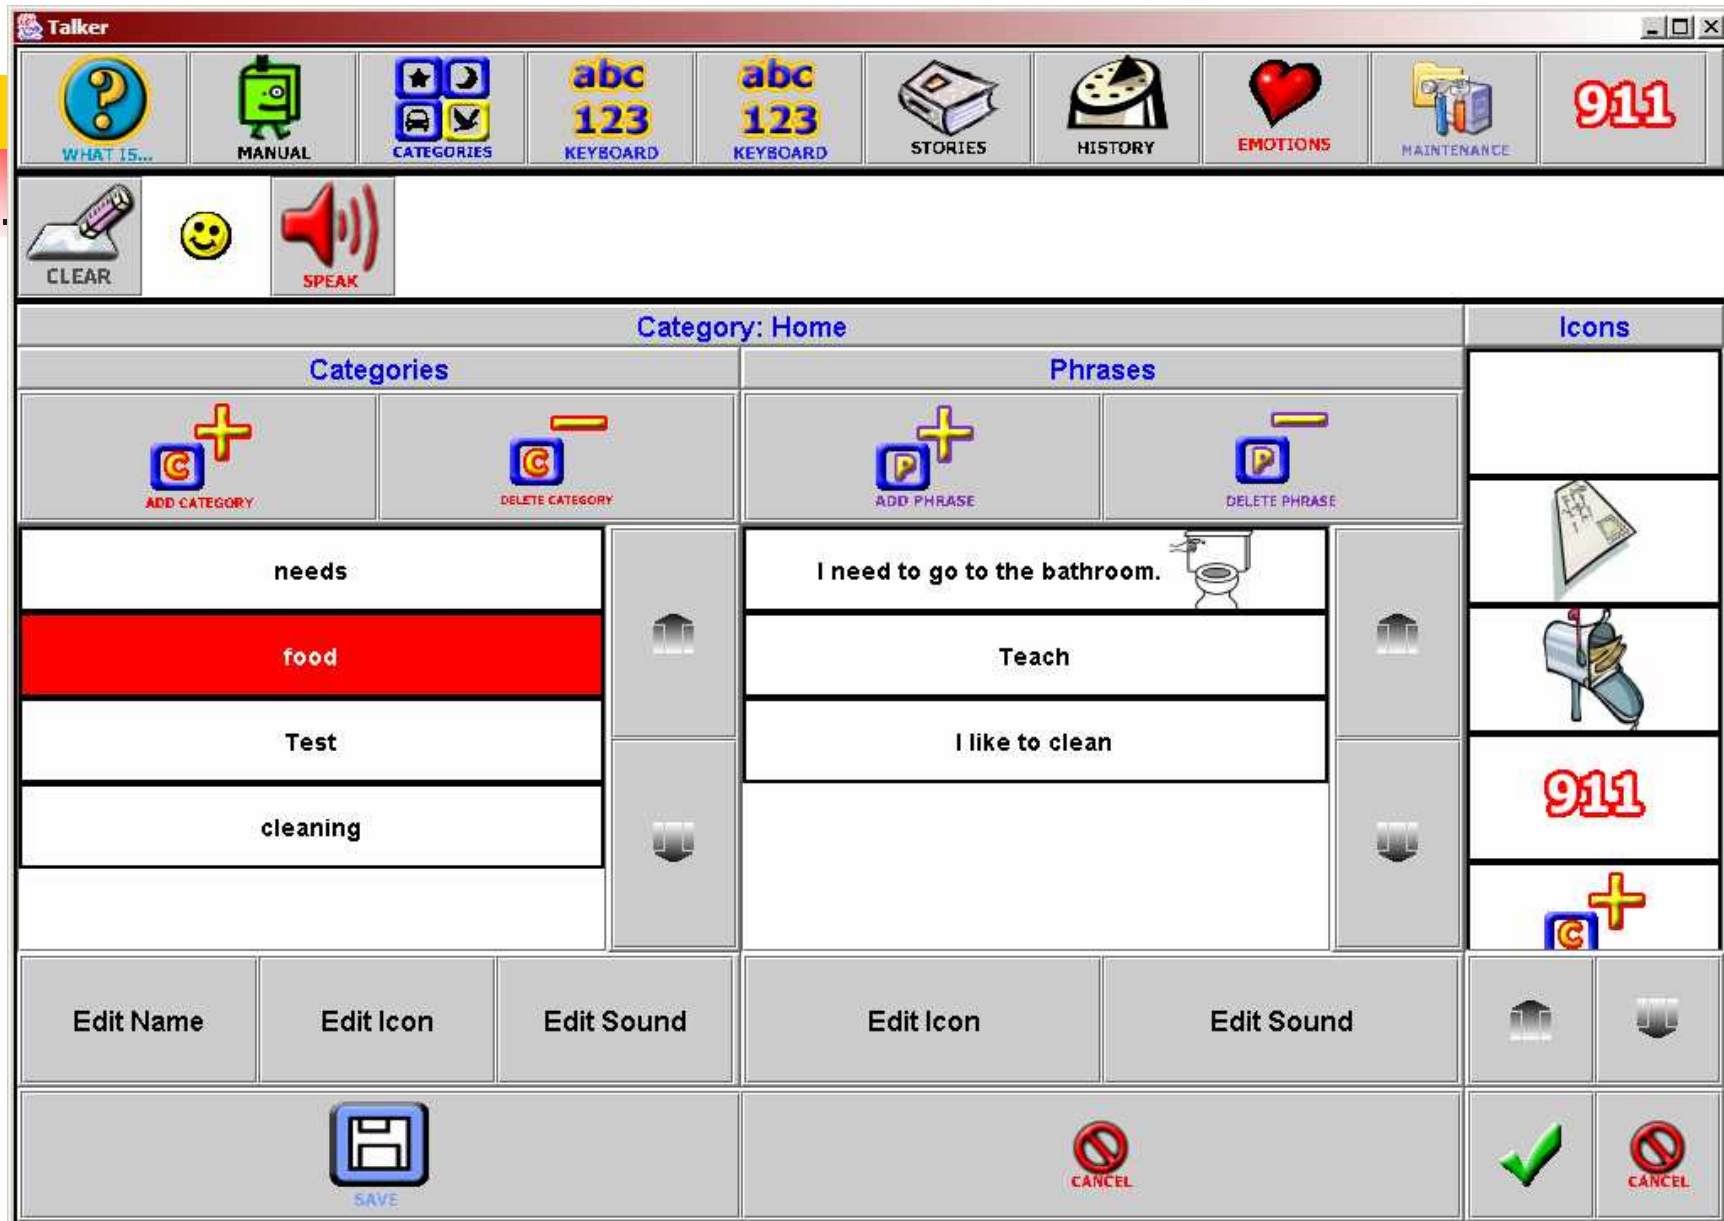 Talker
WHAT IS...
MANUAL
CATEGORIES
abc
123
KEYBOARD
abc
123
KEYBOARD
STORIES
HISTORY
EMOTIONS
MAINTENANCE
911
CLEAR
SPEAK
Category: Home
Icons
Categories
Phrases
C
ADD CATEGORY
C
DELETE CATEGORY
P
ADD PHRASE
P
DELETE PHRASE
needs
food
Test
cleaning
I need to go to the bathroom.
Teach
I like to clean
911
C
Edit Name
Edit Icon
Edit Sound
Edit Icon
Edit Sound
SAVE
CANCEL
CANCEL